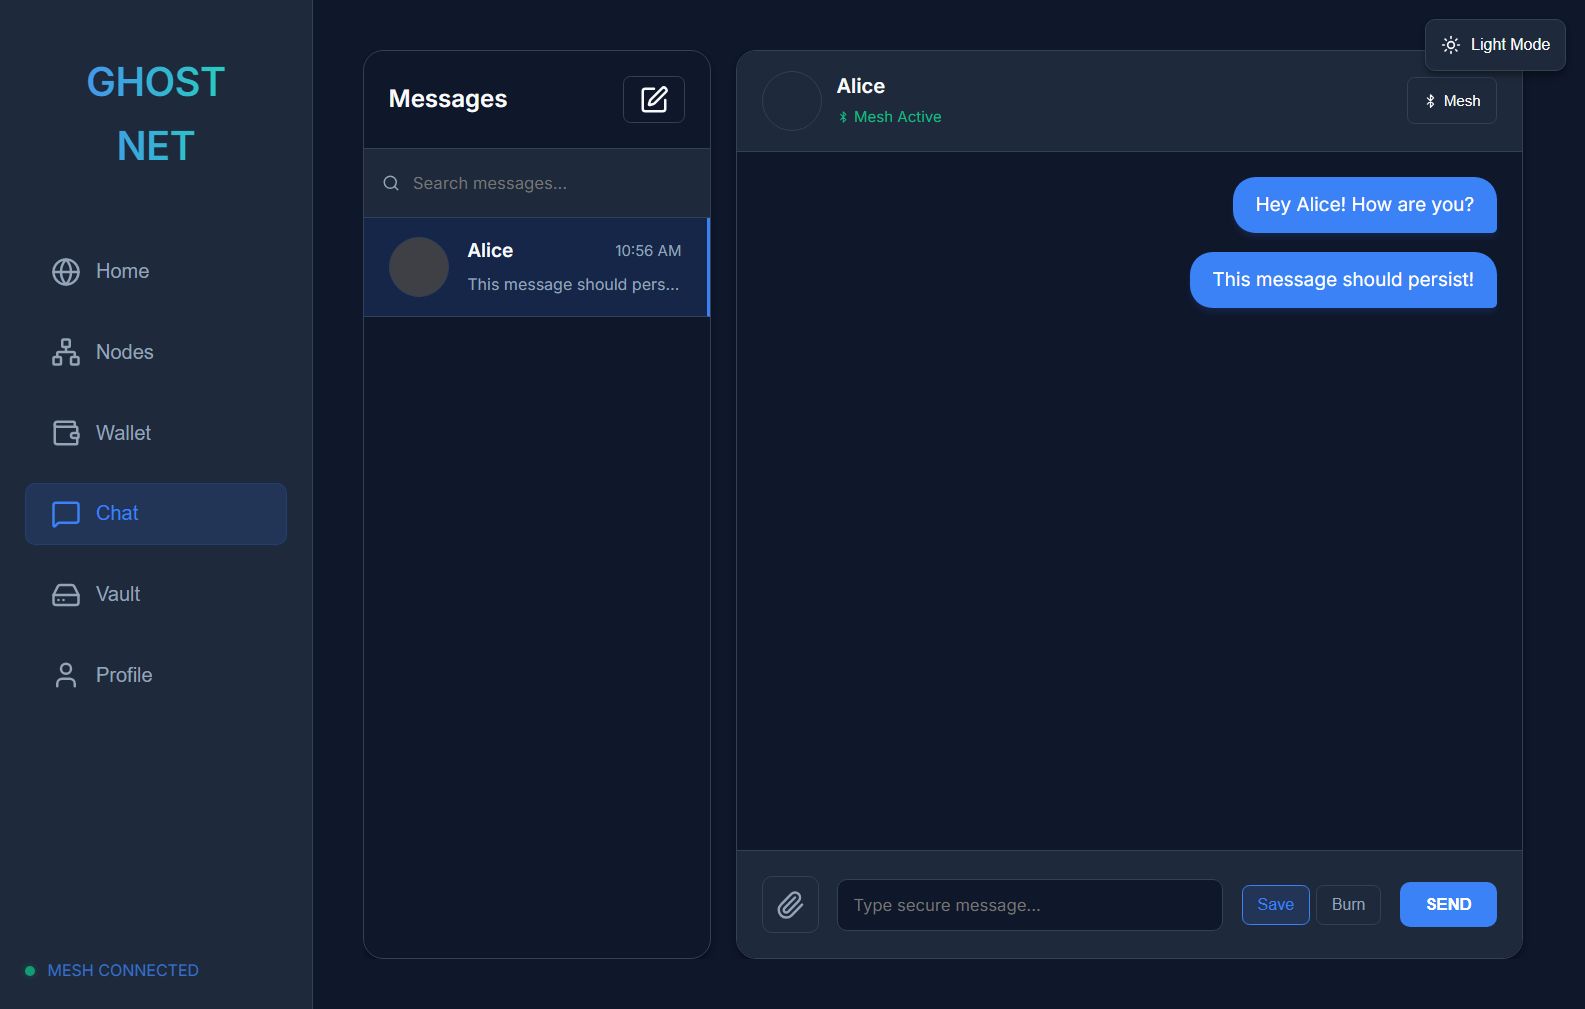 GHOST
NET
Home
Nodes
Wallet
Chat
Vault
Profile
MESH CONNECTED
Messages
Search messages...
Alice
10:56 AM
This message should pers...
Light Mode
Alice
Mesh Active
Mesh
Hey Alice! How are you?
This message should persist!
Type secure message...
Save
Burn
SEND